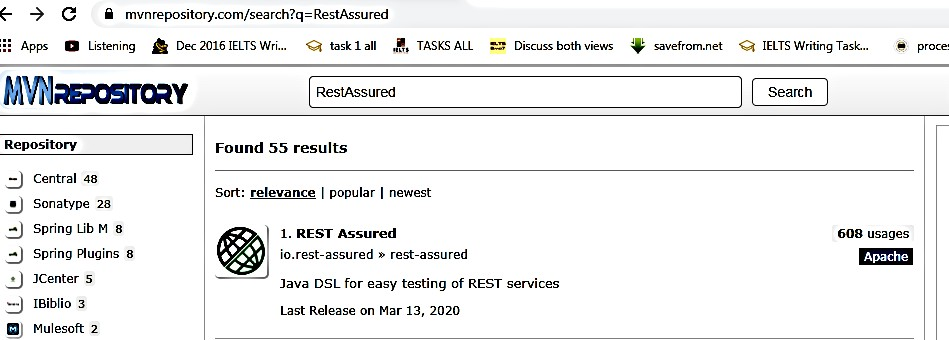 mvnrepository.com/search?q=RestAssured
Apps Listening Dec 2016 IELTS Wri... task 1 all TASKS ALL Discuss both views savefrom.net IELTS Writing Task... proces
MVNREPOSITORY RestAssured Search
Repository
Central 48
Sonatype 28
Spring Lib M 8
Spring Plugins 8
JCenter 5
IBiblio 3
Mulesoft 2
Found 55 results
Sort: relevance | popular | newest
1. REST Assured 608 usages
io.rest-assured » rest-assured Apache
Java DSL for easy testing of REST services
Last Release on Mar 13, 2020